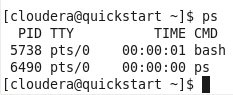 [cloudera@quickstart ~]$ ps
  PID TTY          TIME CMD
 5738 pts/0    00:00:01 bash
 6490 pts/0    00:00:00 ps
[cloudera@quickstart ~]$